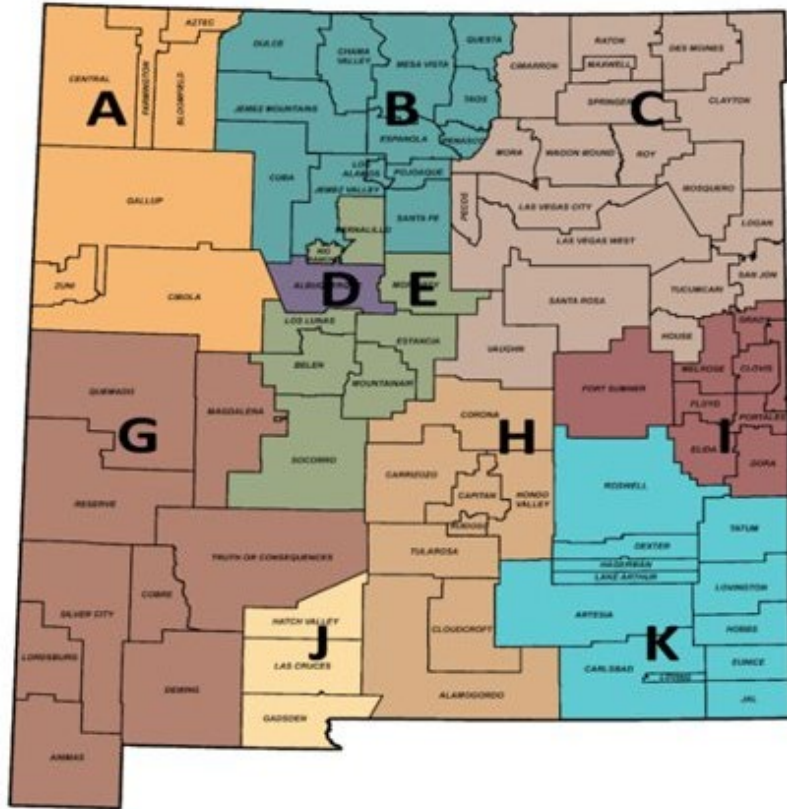 AZTEC
CENTRAL
FARMINGTON
BLOOMFIELD
A
DULCE
CHAMA VALLEY
MESA VISTA
QUESTA
TAOS
JEMEZ MOUNTAINS
B
ESPANOLA
PENASCO
CUBA
LOS ALAMOS
JEMEZ VALLEY
POJOAQUE
SANTA FE
CIMARRON
RATON
MAXWELL
DES MOINES
CLAYTON
SPRINGER
C
MORA
WAGON MOUND
ROY
MOSQUERO
PECOS
LAS VEGAS CITY
LAS VEGAS WEST
LOGAN
SAN JON
TUCUMCARI
SANTA ROSA
HOUSE
VAUGHN
GALLUP
ZUNI
CIBOLA
BERNALILLO
RIO
D
E
LOS LUNAS
ESTANCIA
BELEN
MOUNTAINAIR
SOCORRO
QUEMADO
MAGDALENA
G
RESERVE
TRUTH OR CONSEQUENCES
SILVER CITY
COBRE
LORDSBURG
DEMING
ANIMAS
CORONA
H
CARRIZOZO
CAPITAN
HONDO VALLEY
TULAROSA
CLOUDCROFT
ALAMOGORDO
FORT SUMNER
GRADY
MELROSE
CLOVIS
FLOYD
PORTALES
ELIDA
I
DORA
HATCH VALLEY
J
LAS CRUCES
GADSDEN
ROSWELL
DEXTER
HAGERMAN
LAKE ARTHUR
TATUM
LOVINGTON
ARTESIA
HOBBS
CARLSBAD
K
LOVING
EUNICE
JAL